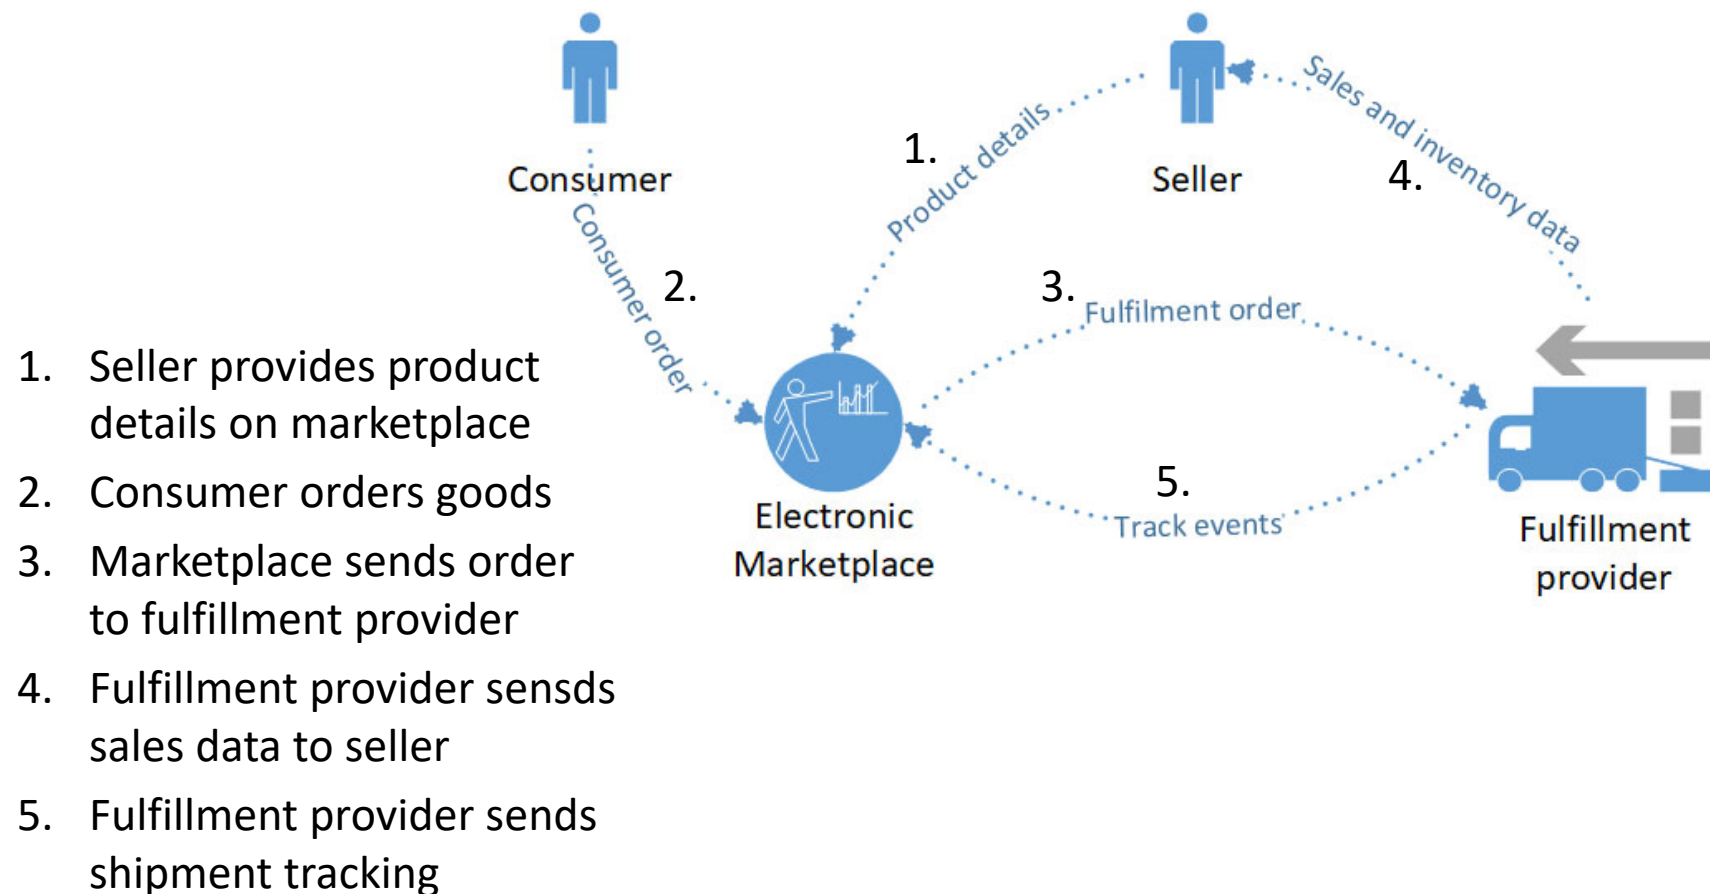 Consumer
Seller
1.
Product details
Sales and inventory data
4.
Consumer order
2.
3.
Fulfilment order
5.
Track events
Electronic
Marketplace
Fulfillment
provider
1. Seller provides product
details on marketplace
2. Consumer orders goods
3. Marketplace sends order
to fulfillment provider
4. Fulfillment provider sensds
sales data to seller
5. Fulfillment provider sends
shipment tracking